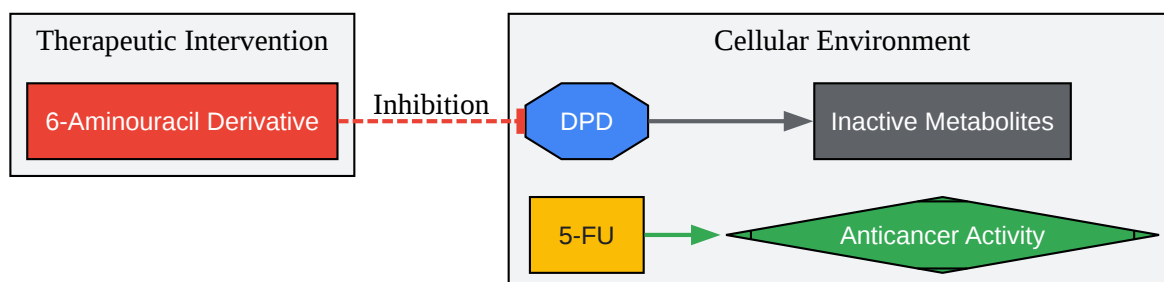 Therapeutic Intervention
6-Aminouracil Derivative
Inhibition
Cellular Environment
DPD
Inactive Metabolites
5-FU
Anticancer Activity